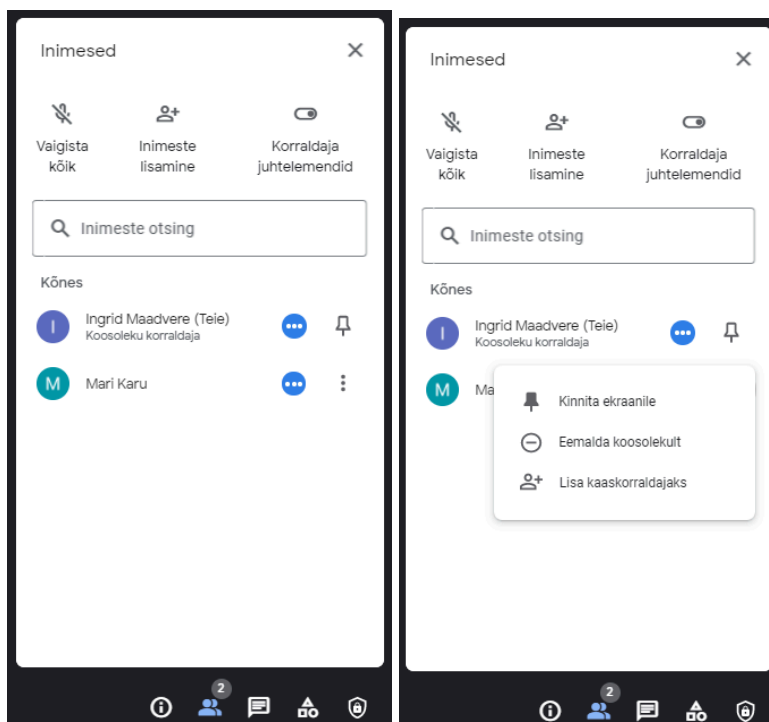 Inimesed
Vaigista kõik
Inimeste lisamine
Korraldaja juhtelemendid
Inimeste otsing
Kõnes
I
Ingrid Maadvere (Teie)
Koosoleku korraldaja
M
Mari Karu
2
Inimesed
Vaigista kõik
Inimeste lisamine
Korraldaja juhtelemendid
Inimeste otsing
Kõnes
I
Ingrid Maadvere (Teie)
Koosoleku korraldaja
M
Ma
Kinnita ekraanile
Eemalda koosolekult
Lisa kaaskorraldajaks
2